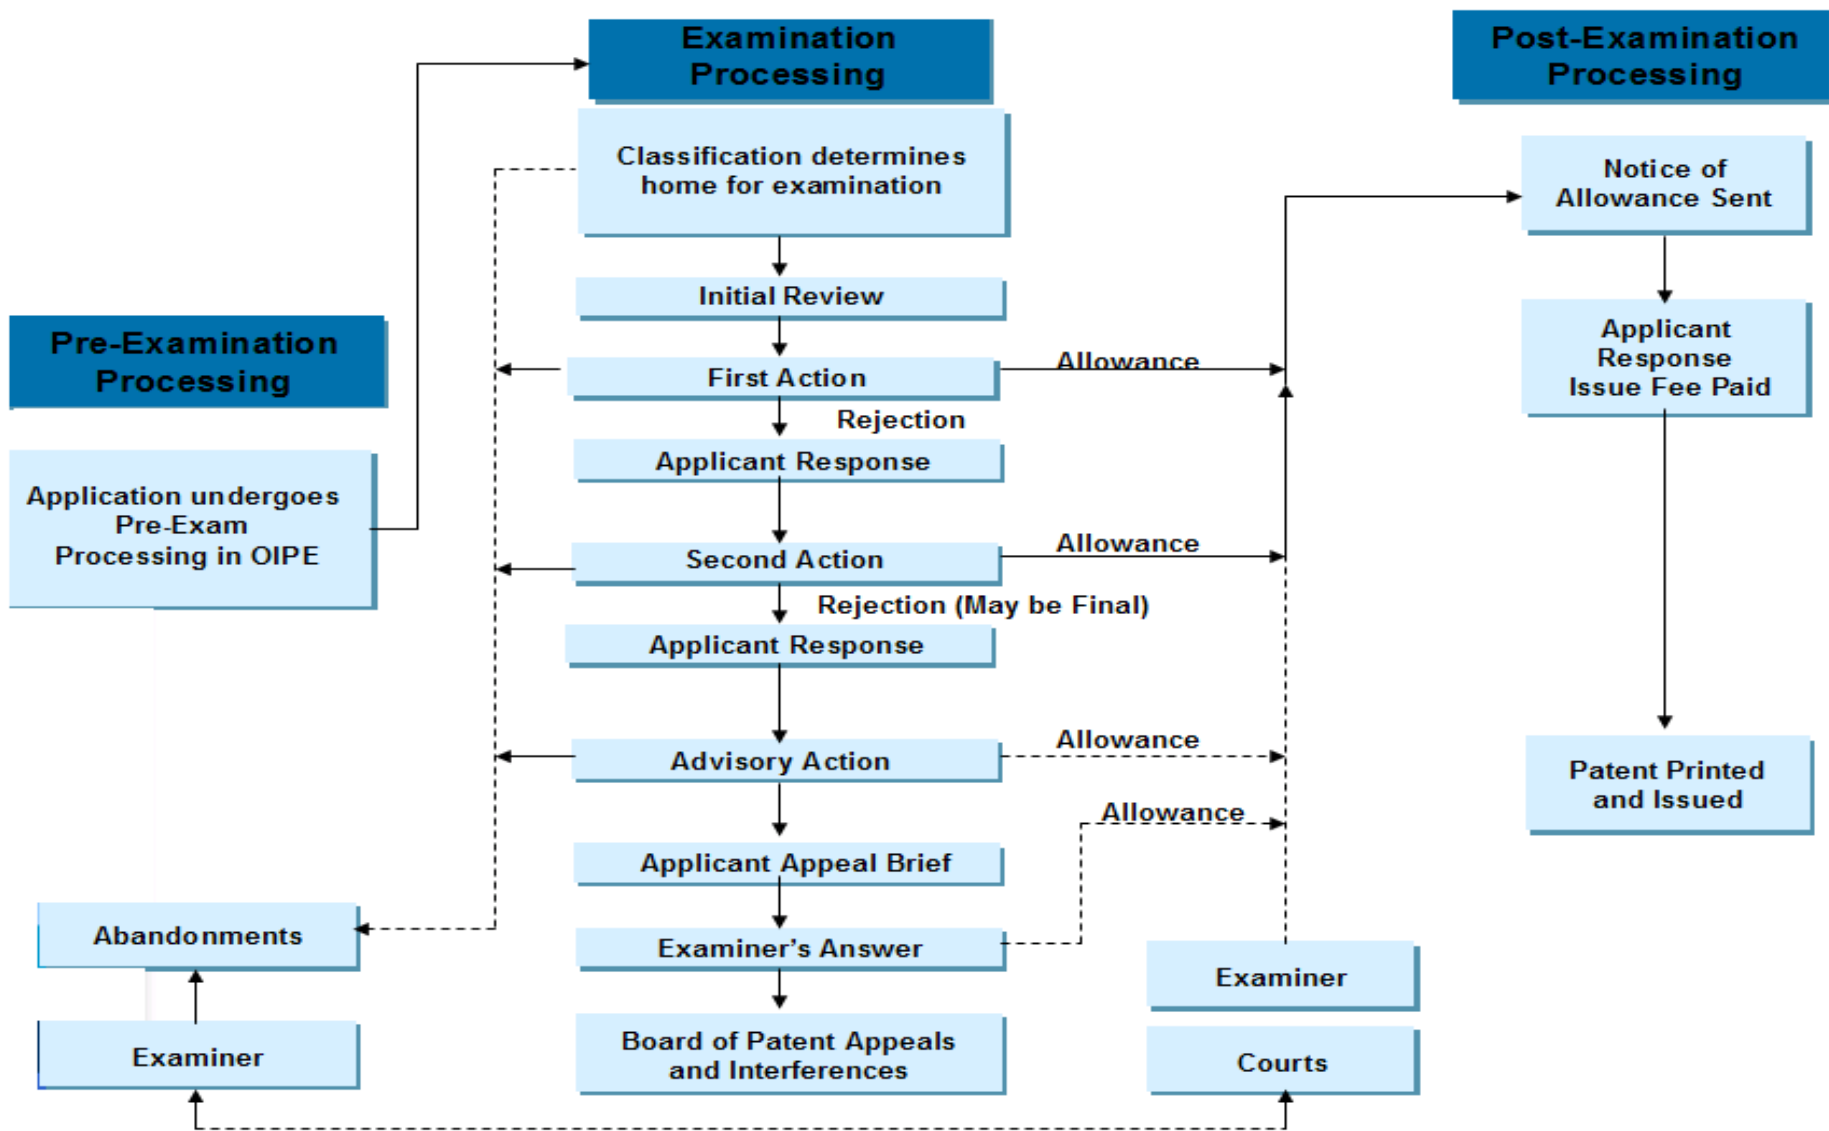 Examination
Processing
Classification determines
home for examination
Initial Review
First Action
Allowance
Rejection
Applicant Response
Second Action
Allowance
Rejection (May be Final)
Applicant Response
Advisory Action
Allowance
Allowance
Applicant Appeal Brief
Examiner's Answer
Board of Patent Appeals
and Interferences
Pre-Examination
Processing
Application undergoes
Pre-Exam
Processing in OIPE
Abandonments
Examiner
Examiner
Courts
Post-Examination
Processing
Notice of
Allowance Sent
Applicant
Response
Issue Fee Paid
Patent Printed
and Issued